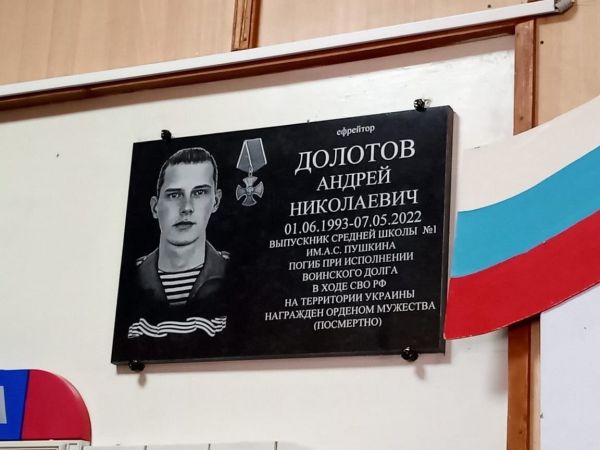 ефрейтор
ДОЛОТОВ
АНДРЕЙ
НИКОЛАЕВИЧ
01.06.1993-07.05.2022
ВЫПУСКНИК СРЕДНЕЙ ШКОЛЫ №1
ИМ.А.С. ПУШКИНА
ПОГИБ ПРИ ИСПОЛНЕНИИ
ВОИНСКОГО ДОЛГА
В ХОДЕ СВО РФ
НА ТЕРРИТОРИИ УКРАИНЫ
НАГРАЖДЕН ОРДЕНОМ МУЖЕСТВА
(ПОСМЕРТНО)